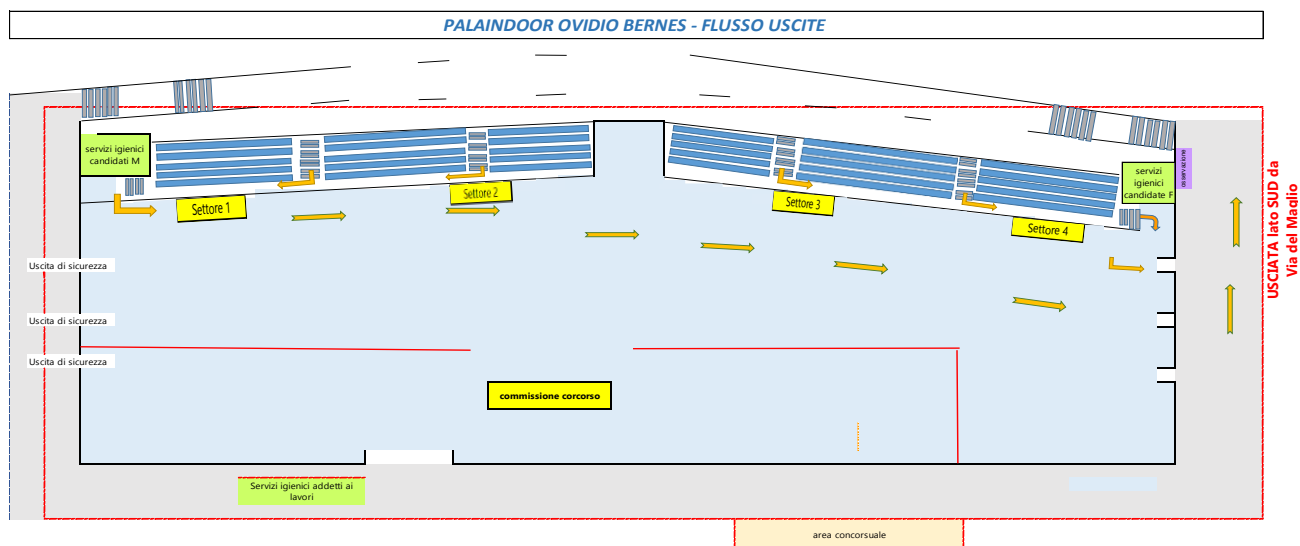 PALAINDOOR OVIDIO BERNES - FLUSSO USCITE
servizi igienici
candidati M
Settore 1
Settore 2
Settore 3
Settore 4
servizi
igienici
candidate F
osservazione
USCIATA lato SUD da
Via del Maglio
Uscita di sicurezza
Uscita di sicurezza
Uscita di sicurezza
commissione corcorso
Servizi igienici addetti ai
lavori
area concorsuale